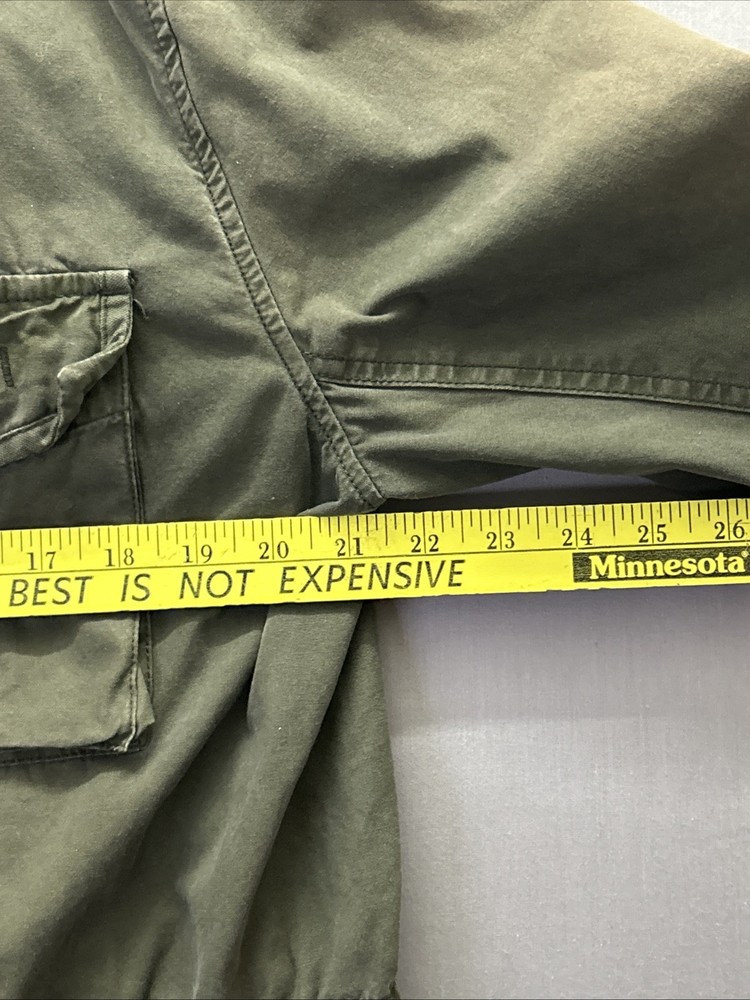 17 18 19 20 21 22 23 24 25 26
BEST IS NOT EXPENSIVE Minnesota